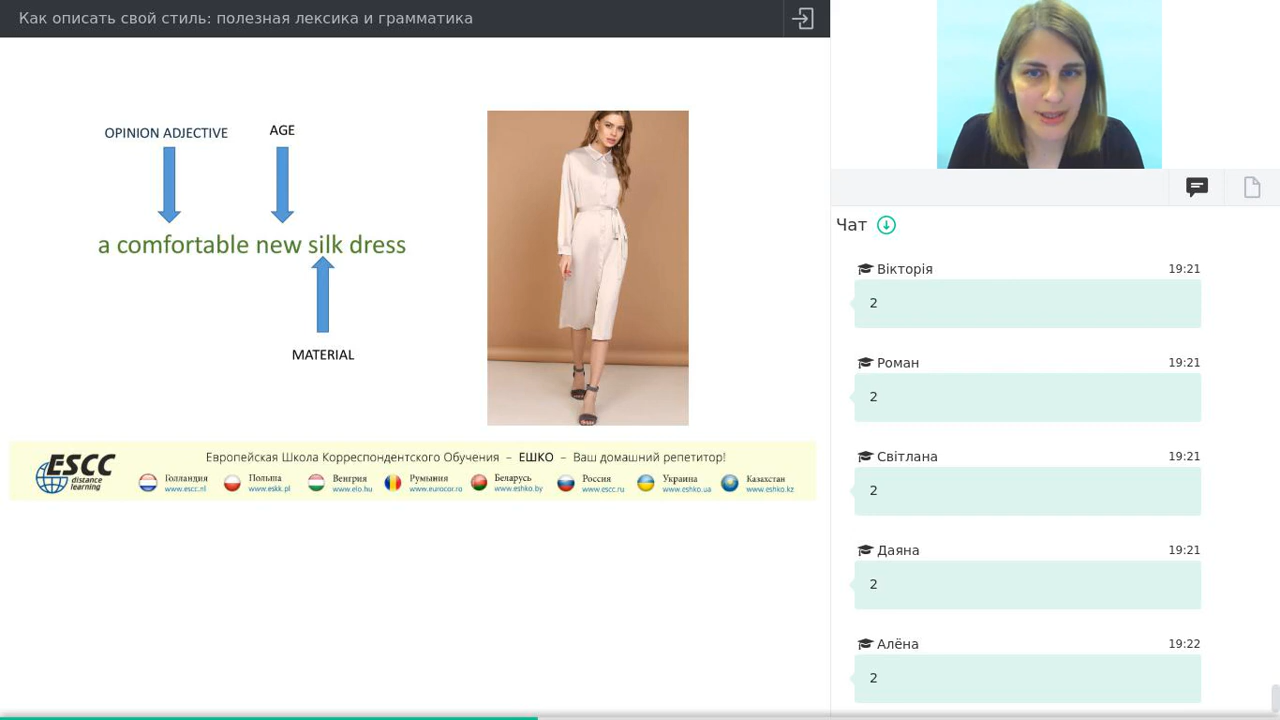 Как описать свой стиль: полезная лексика и грамматика
OPINION ADJECTIVE
AGE
a comfortable new silk dress
MATERIAL
ESCC
distance
learning
Европейская Школа Корреспондентского Обучения – ЕШКО – Ваш домашний репетитор!
Голландия
www.escc.nl
Польша
www.eskk.pl
Венгрия
www.eio.hu
Румыния
www.eurocor.ro
Беларусь
www.eshko.by
Россия
www.escc.ru
Украина
www.eshko.ua
Казахстан
www.eshko.kz
Чат
Вікторія 19:21
2
Роман 19:21
2
Світлана 19:21
2
Даяна 19:21
2
Алёна 19:22
2